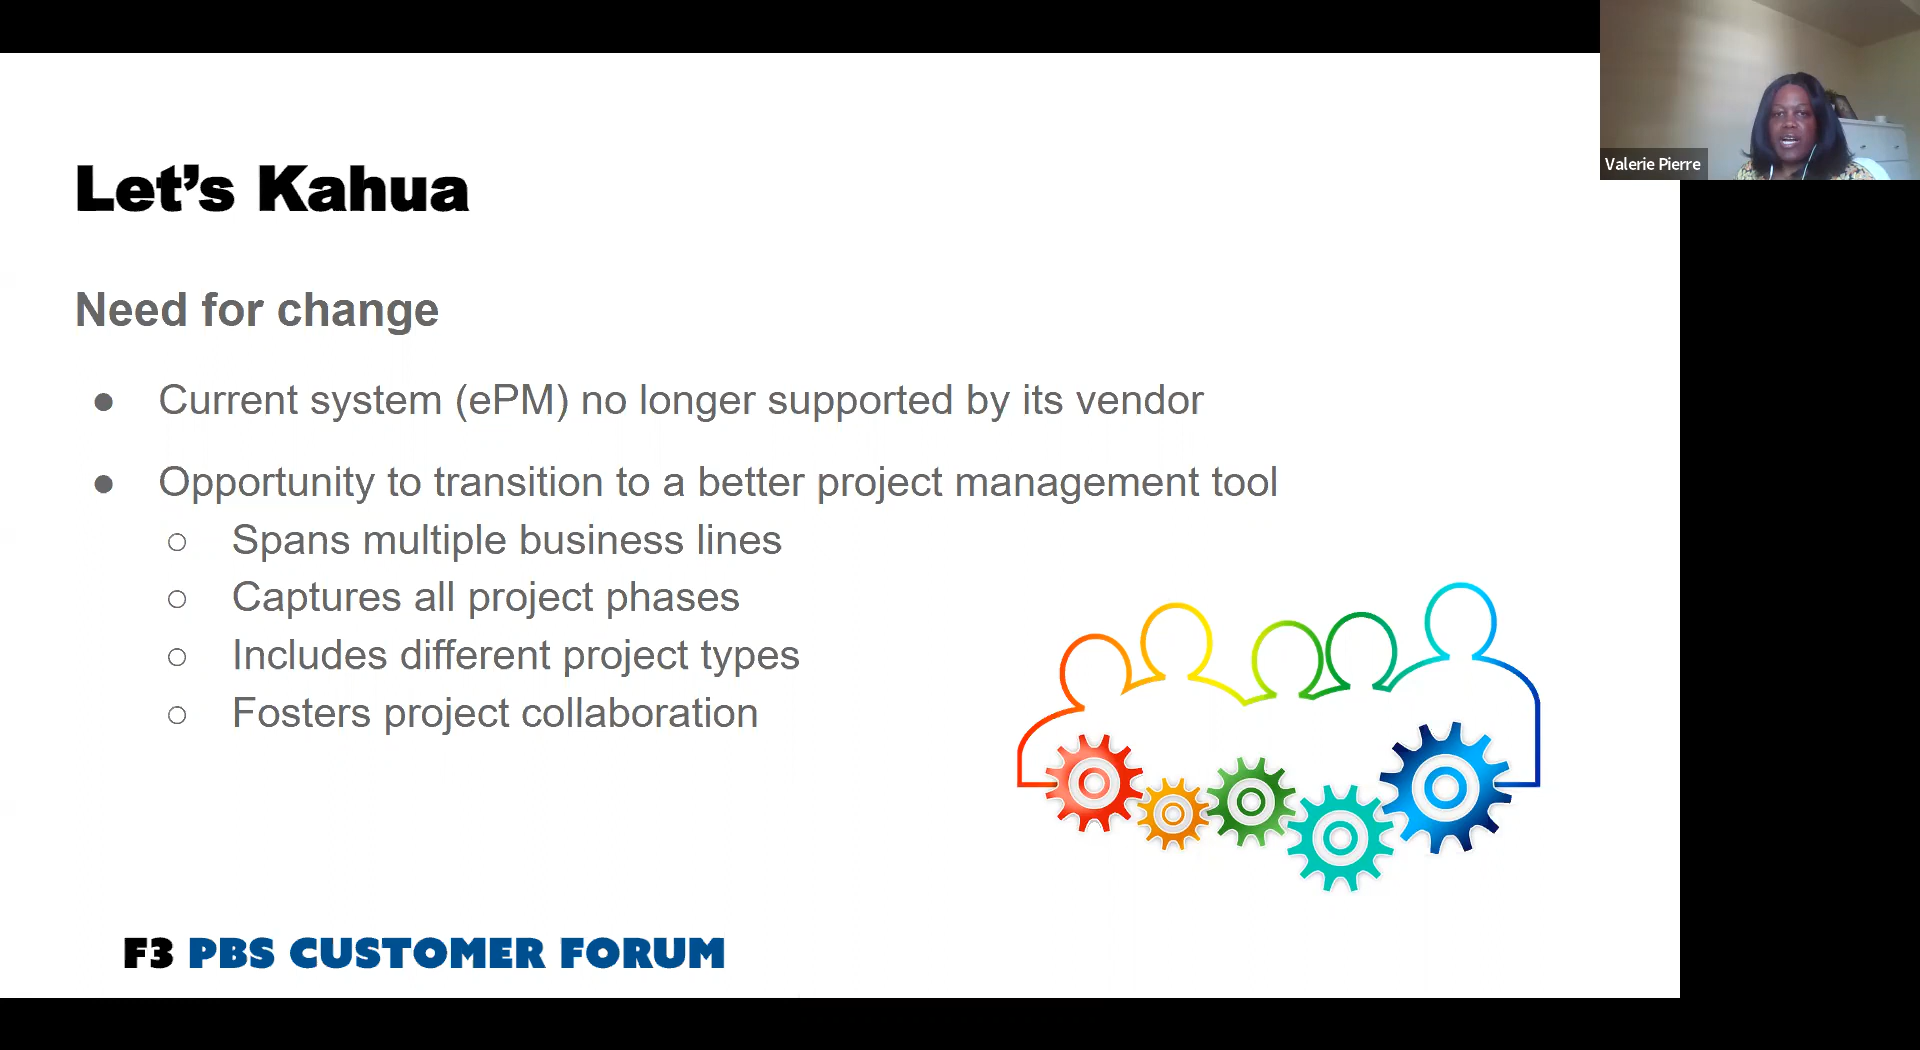 Valerie Pierre
Let’s Kahua
Need for change
● Current system (ePM) no longer supported by its vendor
● Opportunity to transition to a better project management tool
○ Spans multiple business lines
○ Captures all project phases
○ Includes different project types
○ Fosters project collaboration
F3 PBS CUSTOMER FORUM